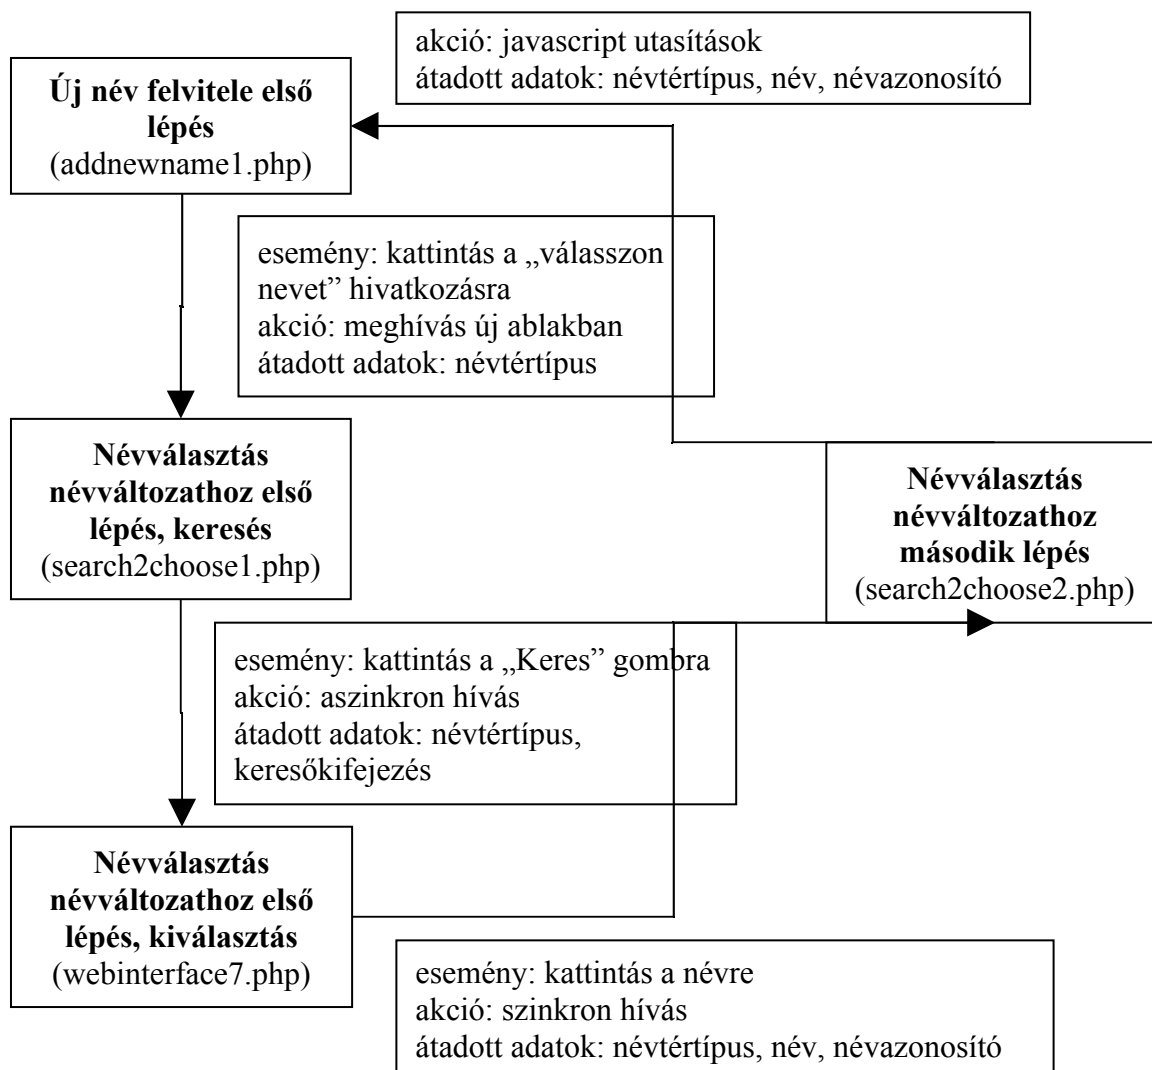 akció: javascript utasítások
átadott adatok: névtértípus, név, névazonosító
Új név felvitele első
lépés
(addnewname1.php)
esemény: kattintás a „válasszon
nevet” hivatkozásra
akció: meghívás új ablakban
átadott adatok: névtértípus
Névválasztás
névváltozathoz első
lépés, keresés
(search2choose1.php)
Névválasztás
névváltozathoz
második lépés
(search2choose2.php)
esemény: kattintás a „Keres” gombra
akció: aszinkron hívás
átadott adatok: névtértípus,
keresőkifejezés
Névválasztás
névváltozathoz első
lépés, kiválasztás
(webinterface7.php)
esemény: kattintás a névre
akció: szinkron hívás
átadott adatok: névtértípus, név, névazonosító